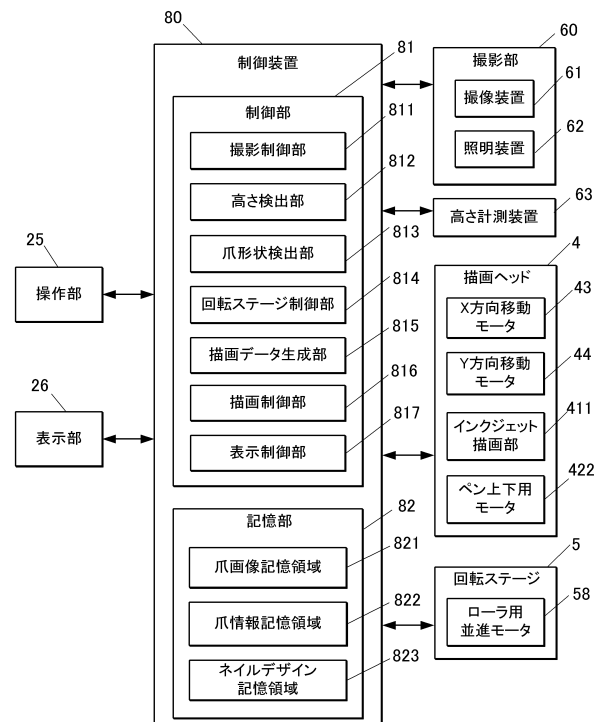 80
制御装置
81
制御部
811
撮影制御部
812
高さ検出部
813
爪形状検出部
814
回転ステージ制御部
815
描画データ生成部
816
描画制御部
817
表示制御部
82
記憶部
821
爪画像記憶領域
822
爪情報記憶領域
823
ネイルデザイン
記憶領域
25
操作部
26
表示部
60
撮影部
61
撮像装置
62
照明装置
63
高さ計測装置
4
描画ヘッド
43
X方向移動
モータ
44
Y方向移動
モータ
411
インクジェット
描画部
422
ペン上下用
モータ
5
回転ステージ
58
ローラ用
並進モータ